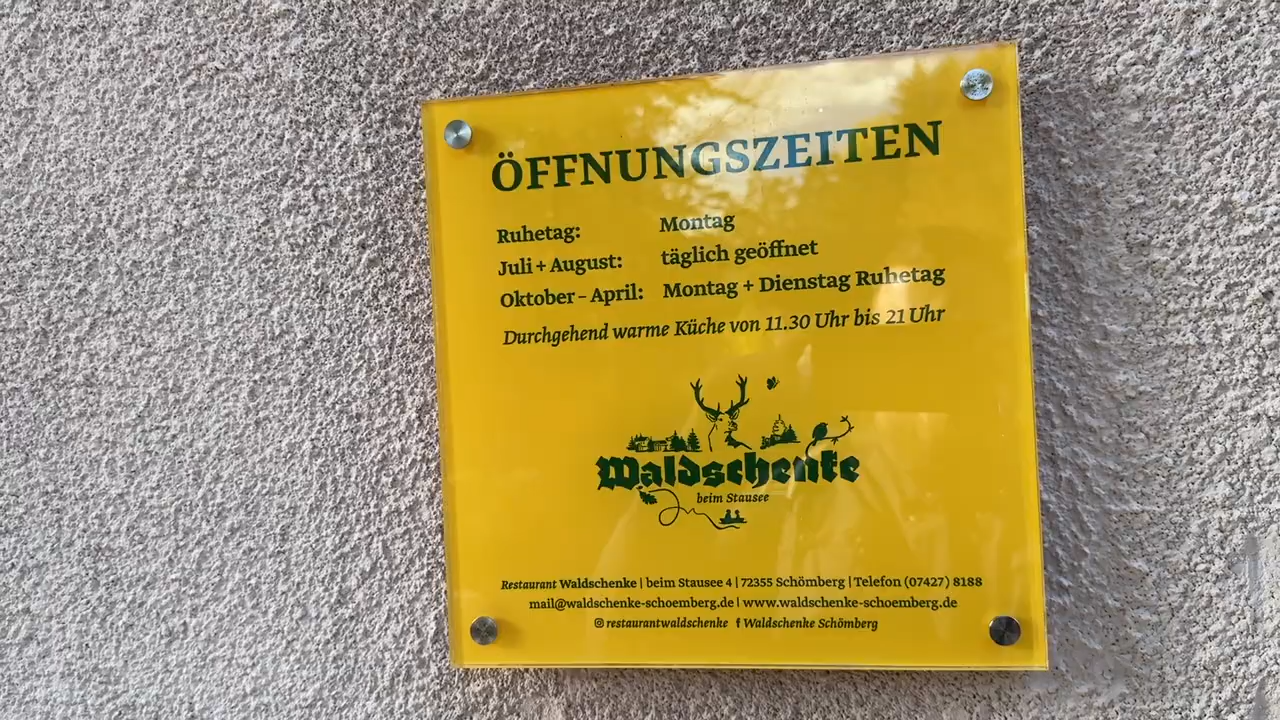 ÖFFNUNGSZEITEN
Ruhetag: Montag
Juli + August: täglich geöffnet
Oktober – April: Montag + Dienstag Ruhetag
Durchgehend warme Küche von 11.30 Uhr bis 21 Uhr
Waldschenke
beim Stausee
Restaurant Waldschenke | beim Stausee 4 | 72355 Schömberg | Telefon (07427) 8188
mail@waldschenke-schoemberg.de | www.waldschenke-schoemberg.de
restaurantwaldschenke f Waldschenke Schömberg